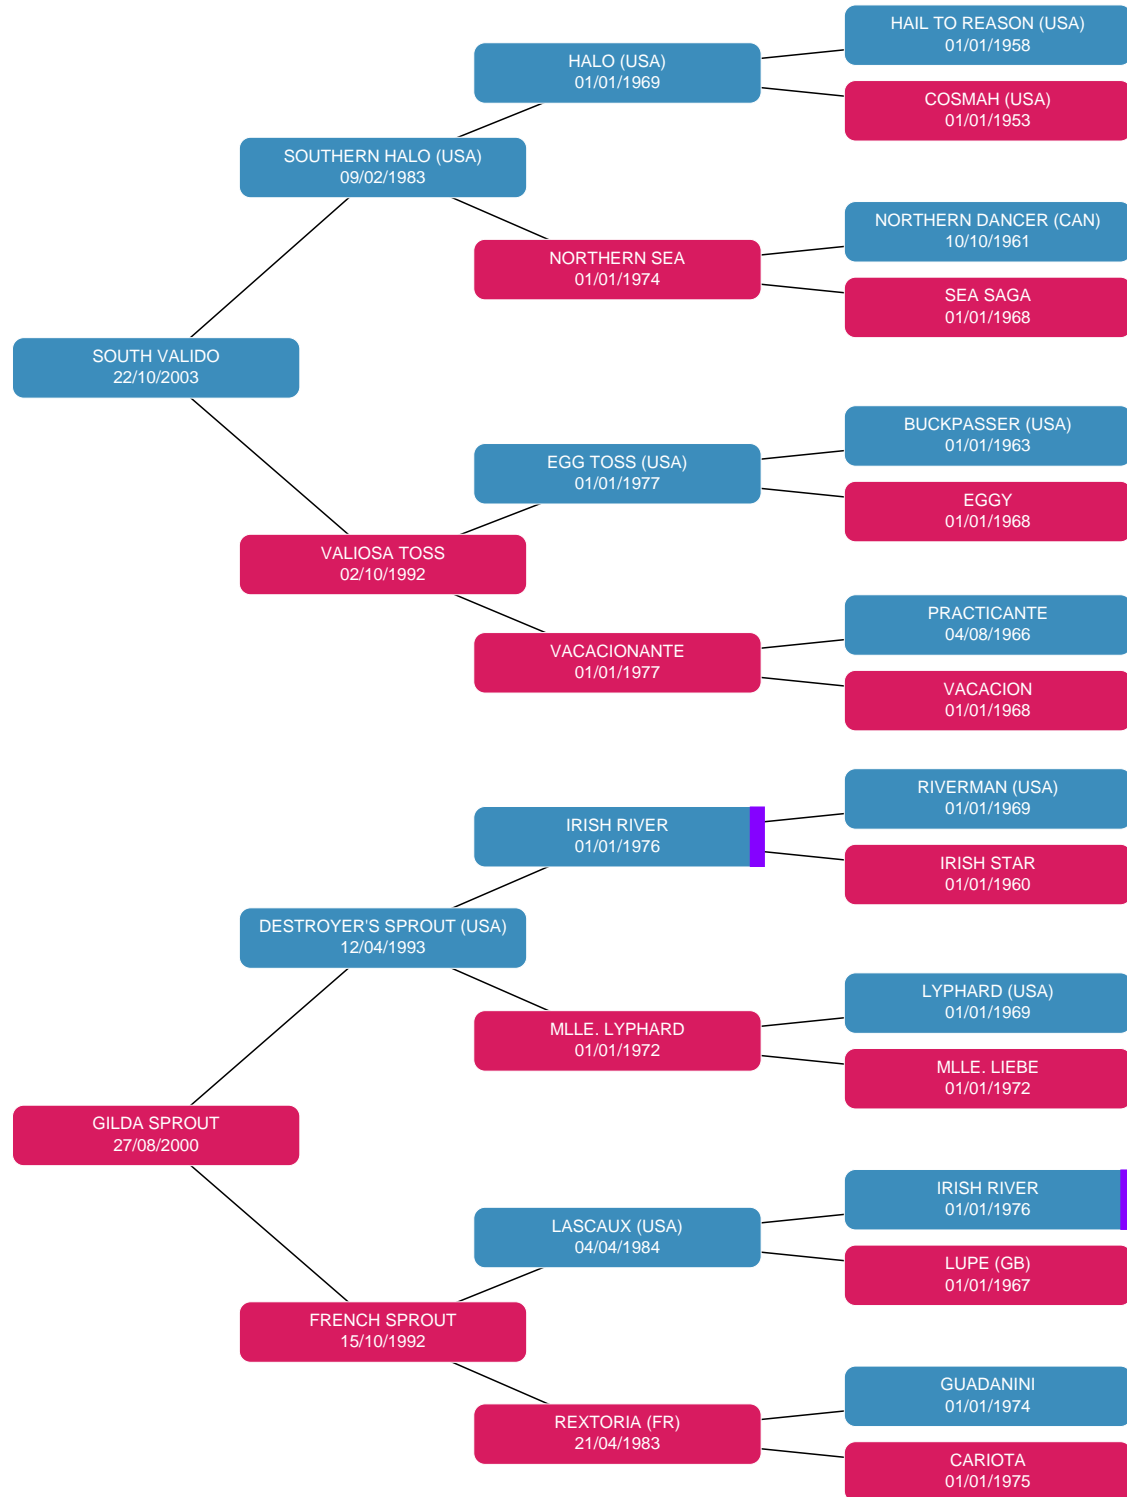 HAIL TO REASON (USA)
01/01/1958
HALO (USA)
01/01/1969
COSMAH (USA)
01/01/1953
SOUTHERN HALO (USA)
09/02/1983
NORTHERN DANCER (CAN)
10/10/1961
NORTHERN SEA
01/01/1974
SEA SAGA
01/01/1968
SOUTH VALIDO
22/10/2003
BUCKPASSER (USA)
01/01/1963
EGG TOSS (USA)
01/01/1977
EGGY
01/01/1968
VALIOSA TOSS
02/10/1992
PRACTICANTE
04/08/1966
VACACIONANTE
01/01/1977
VACACION
01/01/1968
RIVERMAN (USA)
01/01/1969
IRISH RIVER
01/01/1976
IRISH STAR
01/01/1960
DESTROYER'S SPROUT (USA)
12/04/1993
LYPHARD (USA)
01/01/1969
MLLE. LYPHARD
01/01/1972
MLLE. LIEBE
01/01/1972
GILDA SPROUT
27/08/2000
IRISH RIVER
01/01/1976
LASCAUX (USA)
04/04/1984
LUPE (GB)
01/01/1967
FRENCH SPROUT
15/10/1992
GUADANINI
01/01/1974
REXTORIA (FR)
21/04/1983
CARIOTA
01/01/1975